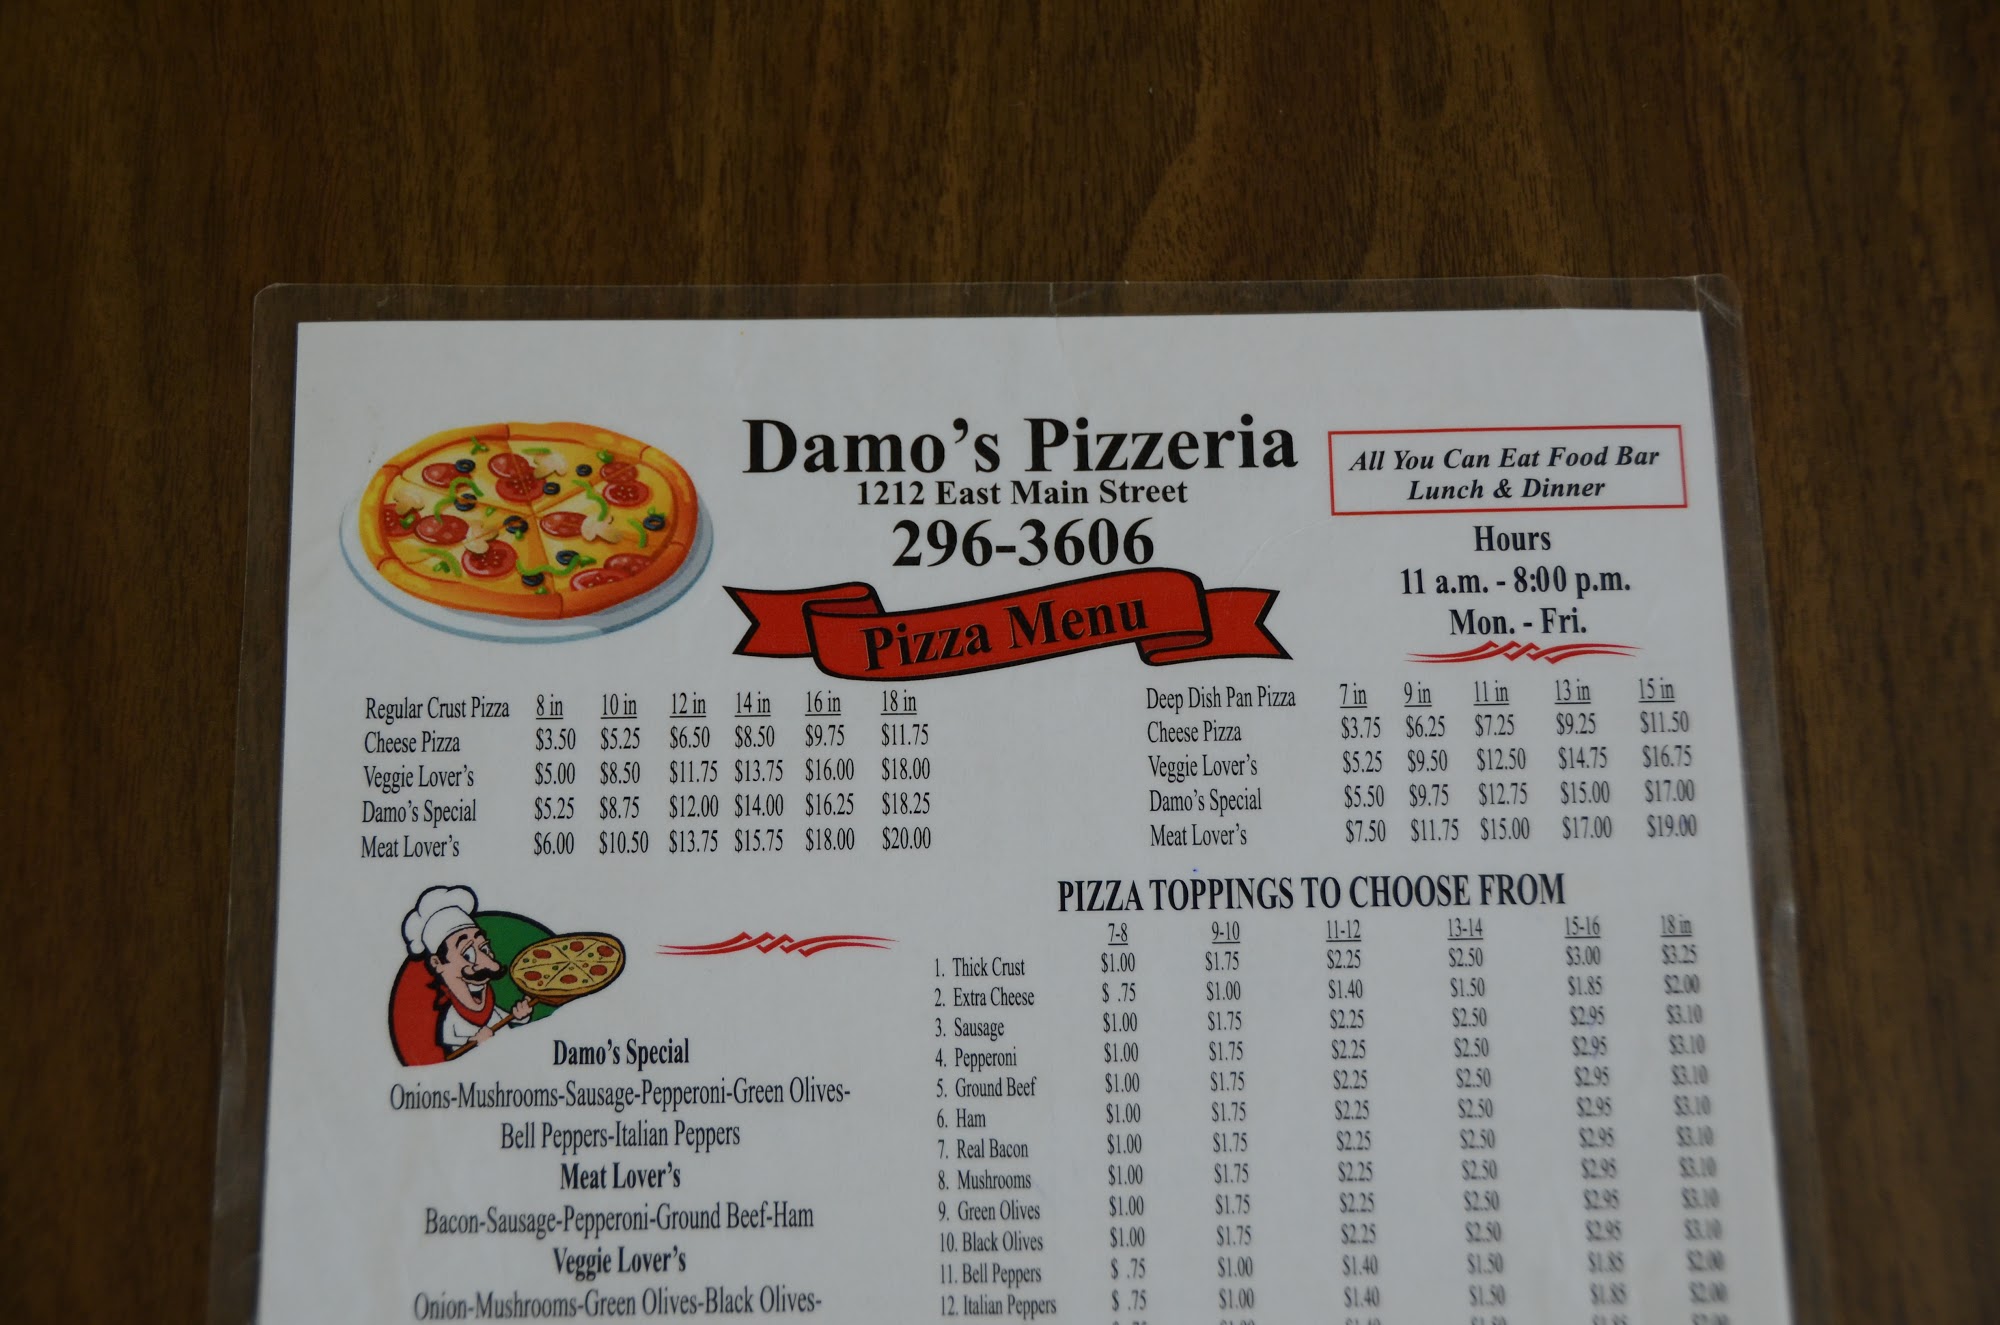 Damo's Pizzeria
1212 East Main Street
296-3606
Pizza Menu
All You Can Eat Food Bar
Lunch & Dinner
Hours
11 a.m. - 8:00 p.m.
Mon. - Fri.
Regular Crust Pizza 8 in 10 in 12 in 14 in 16 in 18 in
Cheese Pizza $3.50 $5.25 $6.50 $8.50 $9.75 $11.75
Veggie Lover's $5.00 $8.50 $11.75 $13.75 $16.00 $18.00
Damo's Special $5.25 $8.75 $12.00 $14.00 $16.25 $18.25
Meat Lover's $6.00 $10.50 $13.75 $15.75 $18.00 $20.00
Deep Dish Pan Pizza 7 in 9 in 11 in 13 in 15 in
Cheese Pizza $3.75 $6.25 $7.25 $9.25 $11.50
Veggie Lover's $5.25 $9.50 $12.50 $14.75 $16.75
Damo's Special $5.50 $9.75 $12.75 $15.00 $17.00
Meat Lover's $7.50 $11.75 $15.00 $17.00 $19.00
Damo's Special
Onions-Mushrooms-Sausage-Pepperoni-Green Olives-
Bell Peppers-Italian Peppers
Meat Lover's
Bacon-Sausage-Pepperoni-Ground Beef-Ham
Veggie Lover's
Onion-Mushrooms-Green Olives-Black Olives-
PIZZA TOPPINGS TO CHOOSE FROM
7-8 9-10 11-12 13-14 15-16 18 in
1. Thick Crust $1.00 $1.75 $2.25 $2.50 $3.00 $3.25
2. Extra Cheese $ .75 $1.00 $1.40 $1.50 $1.85 $2.00
3. Sausage $1.00 $1.75 $2.25 $2.50 $2.95 $3.10
4. Pepperoni $1.00 $1.75 $2.25 $2.50 $2.95 $3.10
5. Ground Beef $1.00 $1.75 $2.25 $2.50 $2.95 $3.10
6. Ham $1.00 $1.75 $2.25 $2.50 $2.95 $3.10
7. Real Bacon $1.00 $1.75 $2.25 $2.50 $2.95 $3.10
8. Mushrooms $1.00 $1.75 $2.25 $2.50 $2.95 $3.10
9. Green Olives $1.00 $1.75 $2.25 $2.50 $2.95 $3.10
10. Black Olives $1.00 $1.75 $2.25 $2.50 $2.95 $3.10
11. Bell Peppers $ .75 $1.00 $1.40 $1.50 $1.85 $2.00
12. Italian Peppers $ .75 $1.00 $1.40 $1.50 $1.85 $2.00